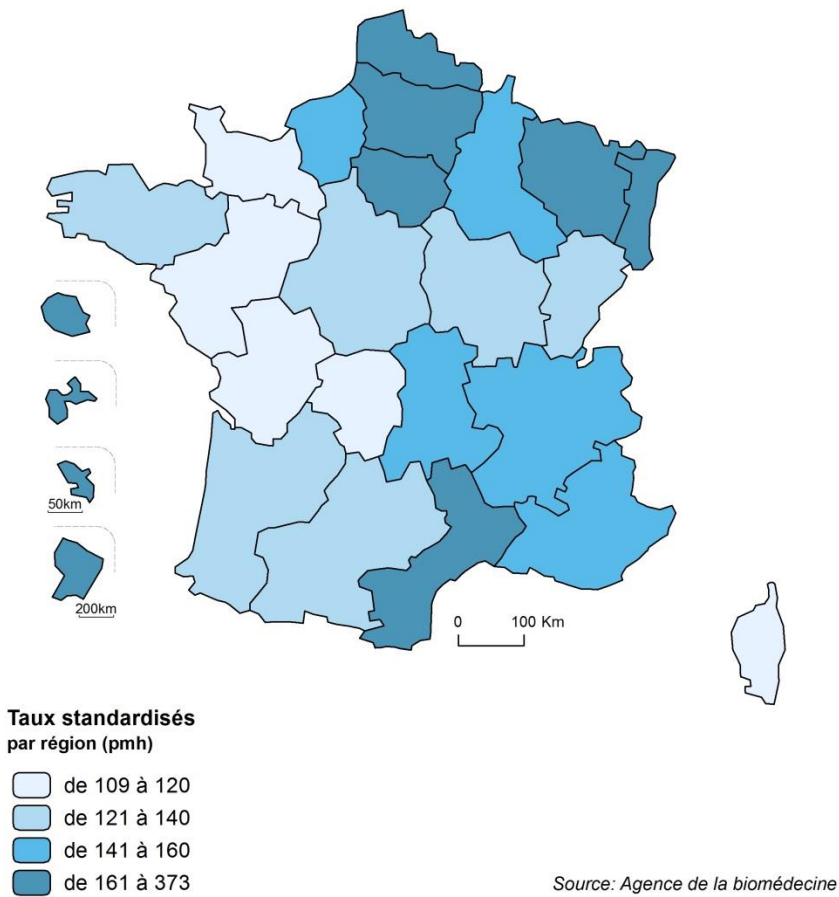 50km
200km
0 100 Km
Taux standardisés
par région (pmh)
de 109 à 120
de 121 à 140
de 141 à 160
de 161 à 373
Source: Agence de la biomédecine